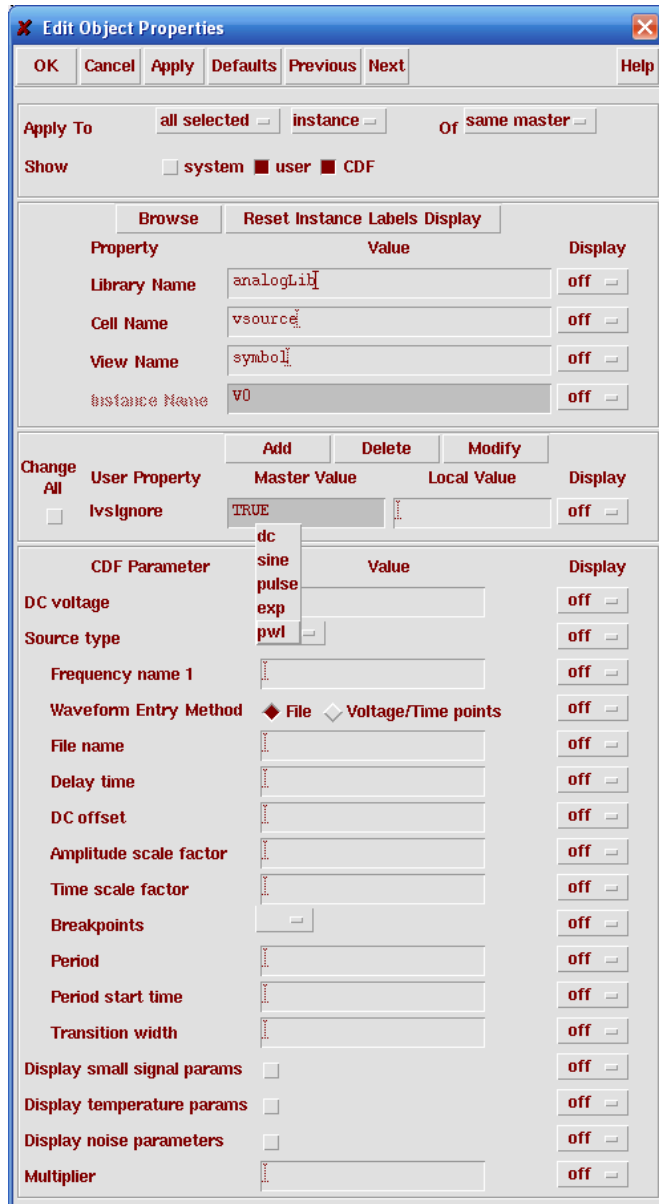 X Edit Object Properties
OK Cancel Apply Defaults Previous Next Help
Apply To all selected instance Of same master
Show system user CDF
Browse Reset Instance Labels Display
Property Value Display
Library Name analogLib off
Cell Name vsource off
View Name symbol off
Instance Name V0 off
Add Delete Modify
Change All User Property Master Value Local Value Display
lvsIgnore TRUE off
dc
sine
pulse
exp
pwl
CDF Parameter Value Display
DC voltage off
Source type off
Frequency name 1 off
Waveform Entry Method File Voltage/Time points off
File name off
Delay time off
DC offset off
Amplitude scale factor off
Time scale factor off
Breakpoints off
Period off
Period start time off
Transition width off
Display small signal params off
Display temperature params off
Display noise parameters off
Multiplier off